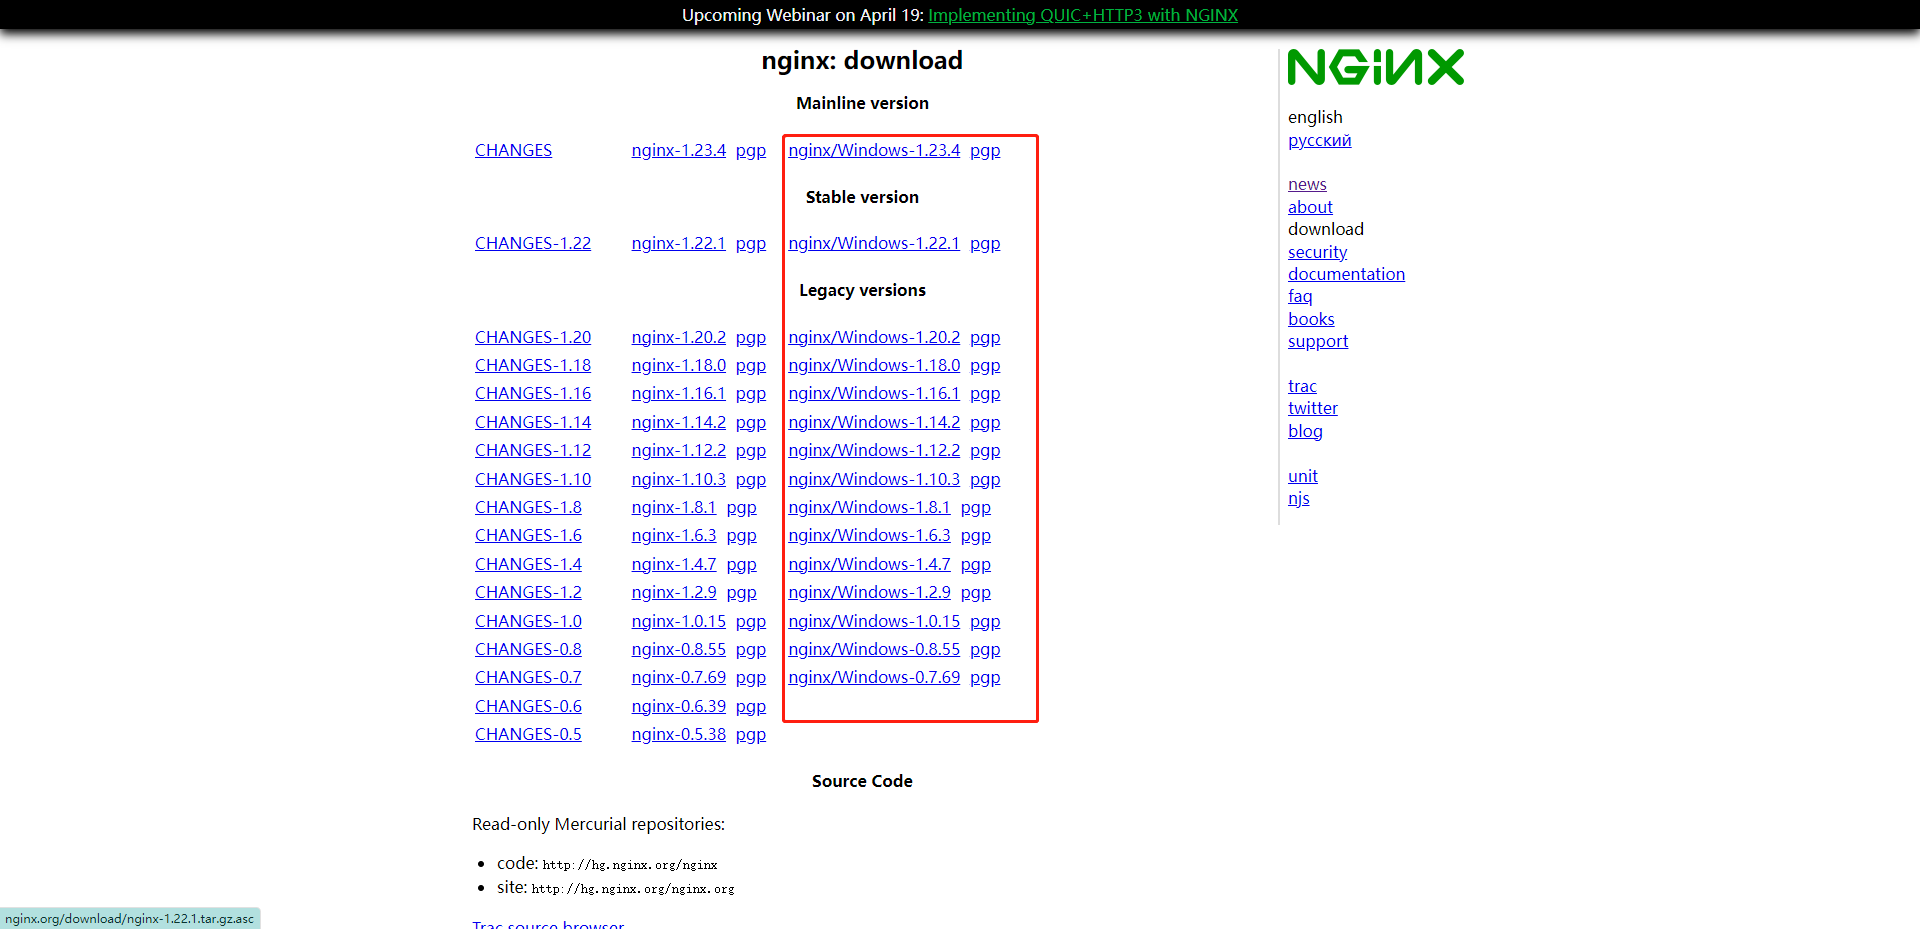 Upcoming Webinar on April 19: Implementing QUIC+HTTP3 with NGINX
nginx: download
Mainline version
CHANGES nginx-1.23.4 pgp nginx/Windows-1.23.4 pgp
Stable version
CHANGES-1.22 nginx-1.22.1 pgp nginx/Windows-1.22.1 pgp
Legacy versions
CHANGES-1.20 nginx-1.20.2 pgp nginx/Windows-1.20.2 pgp
CHANGES-1.18 nginx-1.18.0 pgp nginx/Windows-1.18.0 pgp
CHANGES-1.16 nginx-1.16.1 pgp nginx/Windows-1.16.1 pgp
CHANGES-1.14 nginx-1.14.2 pgp nginx/Windows-1.14.2 pgp
CHANGES-1.12 nginx-1.12.2 pgp nginx/Windows-1.12.2 pgp
CHANGES-1.10 nginx-1.10.3 pgp nginx/Windows-1.10.3 pgp
CHANGES-1.8 nginx-1.8.1 pgp nginx/Windows-1.8.1 pgp
CHANGES-1.6 nginx-1.6.3 pgp nginx/Windows-1.6.3 pgp
CHANGES-1.4 nginx-1.4.7 pgp nginx/Windows-1.4.7 pgp
CHANGES-1.2 nginx-1.2.9 pgp nginx/Windows-1.2.9 pgp
CHANGES-1.0 nginx-1.0.15 pgp nginx/Windows-1.0.15 pgp
CHANGES-0.8 nginx-0.8.55 pgp nginx/Windows-0.8.55 pgp
CHANGES-0.7 nginx-0.7.69 pgp nginx/Windows-0.7.69 pgp
CHANGES-0.6 nginx-0.6.39 pgp
CHANGES-0.5 nginx-0.5.38 pgp
Source Code
Read-only Mercurial repositories:
• code: http://hg.nginx.org/nginx
• site: http://hg.nginx.org/nginx.org
Trac source browser
NGINX
english
русский
news
about
download
security
documentation
faq
books
support
trac
twitter
blog
unit
njs
nginx.org/download/nginx-1.22.1.tar.gz.asc